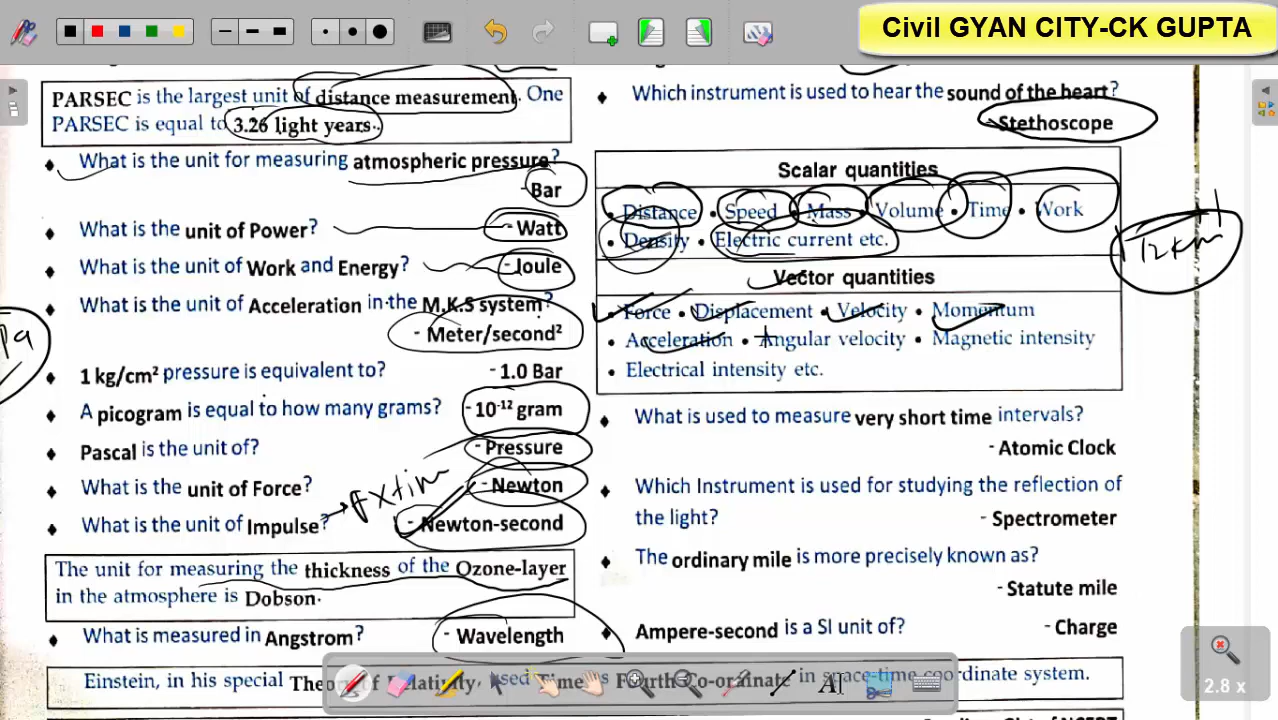 Civil GYAN CITY-CK GUPTA
PARSEC is the largest unit of distance measurement. One
PARSEC is equal to 3.26 light years.
♦ What is the unit for measuring atmospheric pressure?
- Bar
♦ What is the unit of Power? - Watt
♦ What is the unit of Work and Energy? - Joule
♦ What is the unit of Acceleration in the M.K.S system?
- Meter/second²
♦ 1 kg/cm² pressure is equivalent to? - 1.0 Bar
♦ A picogram is equal to how many grams? - 10⁻¹² gram
♦ Pascal is the unit of? - Pressure
♦ What is the unit of Force? - Newton
♦ What is the unit of Impulse? - Newton-second
The unit for measuring the thickness of the Ozone-layer
in the atmosphere is Dobson.
♦ What is measured in Angstrom? - Wavelength
♦ Which instrument is used to hear the sound of the heart?
- Stethoscope
Scalar quantities
• Distance • Speed • Mass • Volume • Time • Work
• Density • Electric current etc.
Vector quantities
• Force • Displacement • Velocity • Momentum
• Acceleration • Angular velocity • Magnetic intensity
• Electrical intensity etc.
12 km
♦ What is used to measure very short time intervals?
- Atomic Clock
♦ Which Instrument is used for studying the reflection of
the light? - Spectrometer
♦ The ordinary mile is more precisely known as?
- Statute mile
♦ Ampere-second is a SI unit of? - Charge
Einstein, in his special Theory of Relativity, used Time as Fourth Co-orainate in space-time coordinate system.
2.8 x